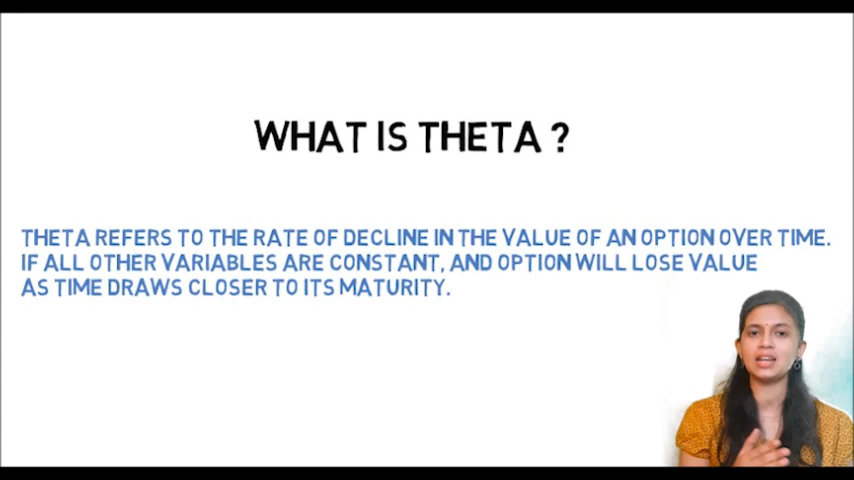 WHAT IS THETA ?
THETA REFERS TO THE RATE OF DECLINE IN THE VALUE OF AN OPTION OVER TIME.
IF ALL OTHER VARIABLES ARE CONSTANT, AND OPTION WILL LOSE VALUE
AS TIME DRAWS CLOSER TO ITS MATURITY.